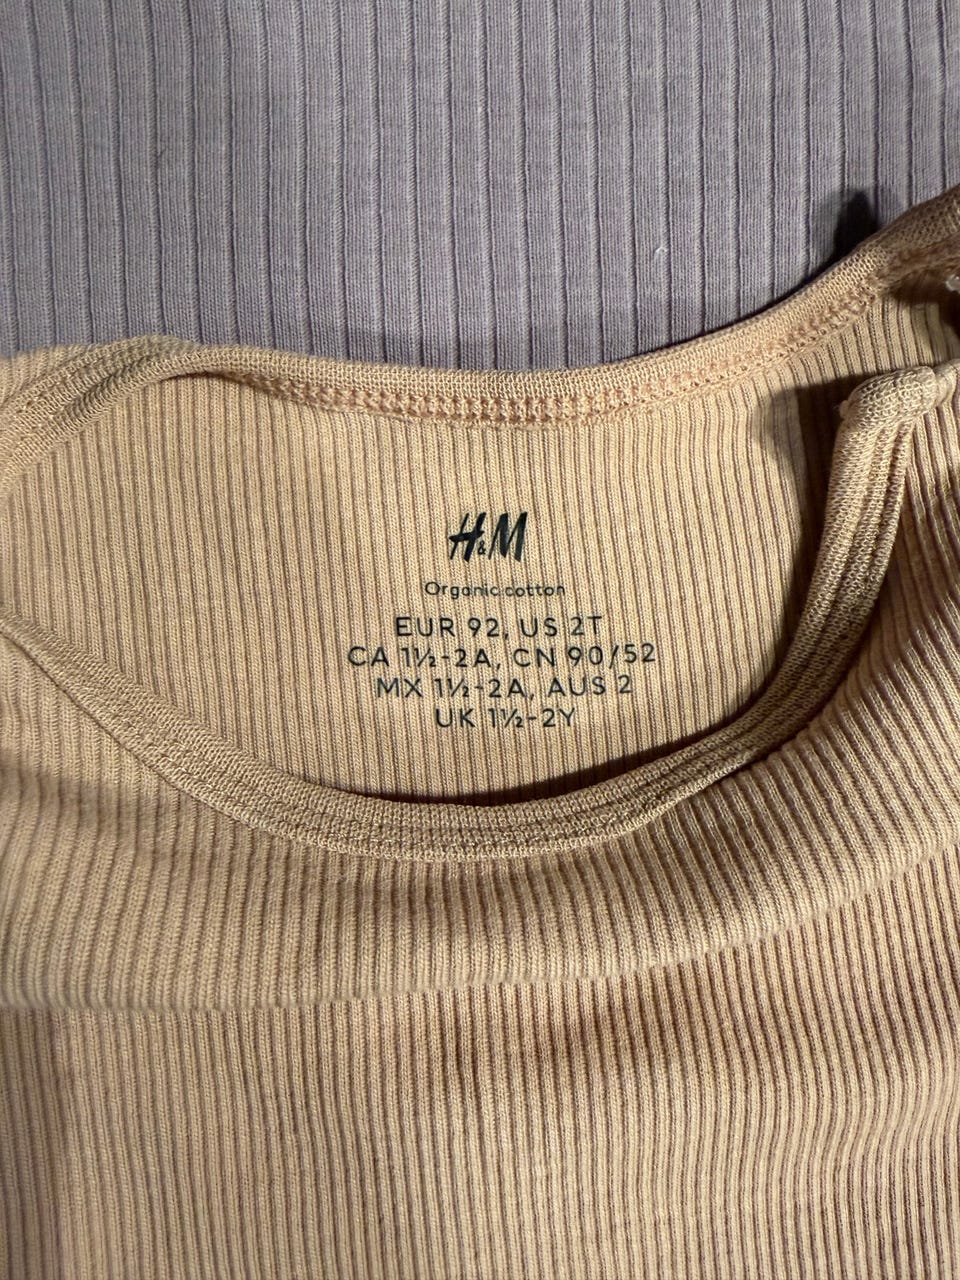 H&M
Organic cotton
EUR 92, US 2T
CA 1½-2A, CN 90/52
MX 1½-2A, AUS 2
UK 1½-2Y